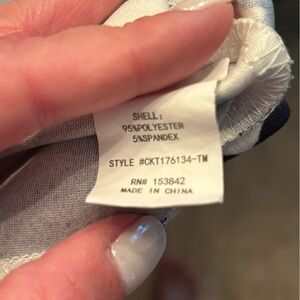 SHELL:
95%POLYESTER
5%SPANDEX
STYLE #CKT176134-TM
RN# 153842
MADE IN CHINA